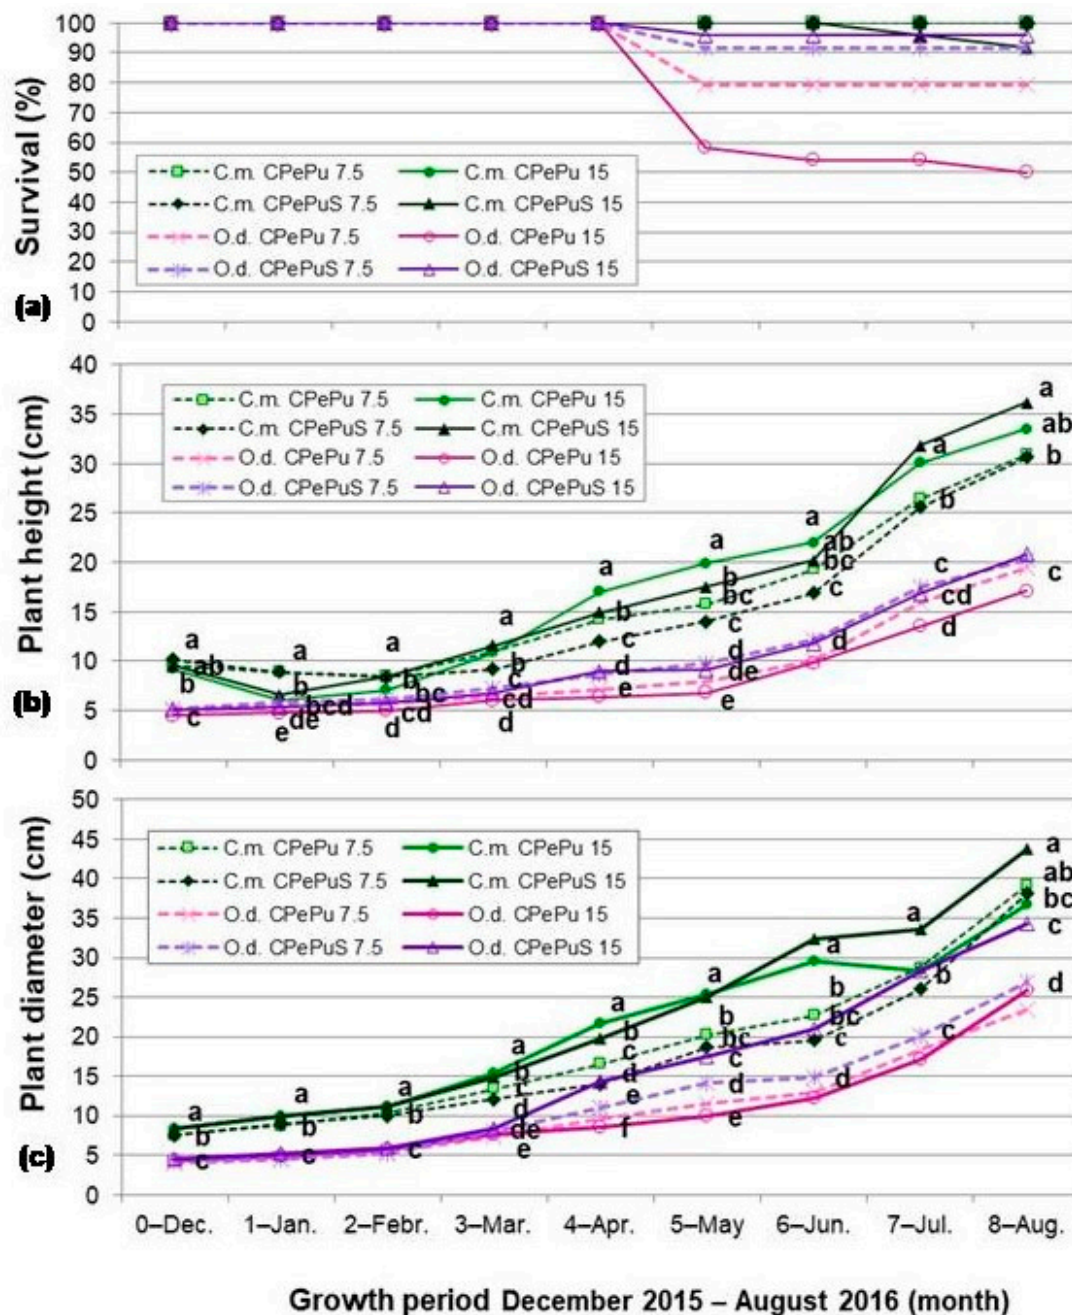 100
90
80
70
60
50
40
30
20
10
0
Survival (%)
(a)
C.m. CPePu 7.5 C.m. CPePu 15
C.m. CPePuS 7.5 C.m. CPePuS 15
O.d. CPePu 7.5 O.d. CPePu 15
O.d. CPePuS 7.5 O.d. CPePuS 15
40
35
30
25
20
15
10
5
0
Plant height (cm)
(b)
C.m. CPePu 7.5 C.m. CPePu 15
C.m. CPePuS 7.5 C.m. CPePuS 15
O.d. CPePu 7.5 O.d. CPePu 15
O.d. CPePuS 7.5 O.d. CPePuS 15
a
ab
b
c
a
b
bcd
de
e
a
b
bc
cd
d
a
b
c
cd
d
a
b
c
d
e
a
b
bc
c
d
de
e
a
ab
bc
c
d
a
b
c
cd
d
a
ab
b
c
50
45
40
35
30
25
20
15
10
5
0
Plant diameter (cm)
(c)
C.m. CPePu 7.5 C.m. CPePu 15
C.m. CPePuS 7.5 C.m. CPePuS 15
O.d. CPePu 7.5 O.d. CPePu 15
O.d. CPePuS 7.5 O.d. CPePuS 15
a
b
c
a
b
c
a
b
c
a
b
c
d
de
e
a
b
c
d
e
f
a
b
bc
c
d
e
a
b
bc
c
d
a
b
c
a
ab
bc
c
d
0–Dec. 1–Jan. 2–Febr. 3–Mar. 4–Apr. 5–May 6–Jun. 7–Jul. 8–Aug.
Growth period December 2015 – August 2016 (month)